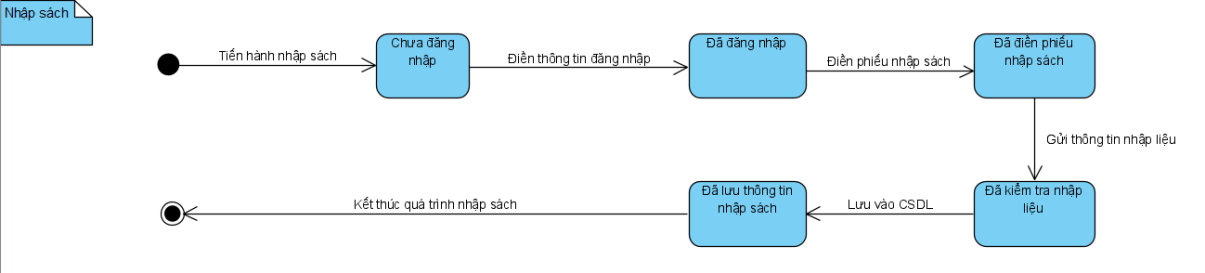 Nhập sách
Tiến hành nhập sách
Chưa đăng
nhập
Điền thông tin đăng nhập
Đã đăng nhập
Điền phiếu nhập sách
Đã điền phiếu
nhập sách
Gửi thông tin nhập liệu
Đã kiểm tra nhập
liệu
Lưu vào CSDL
Đã lưu thông tin
nhập sách
Kết thúc quá trình nhập sách